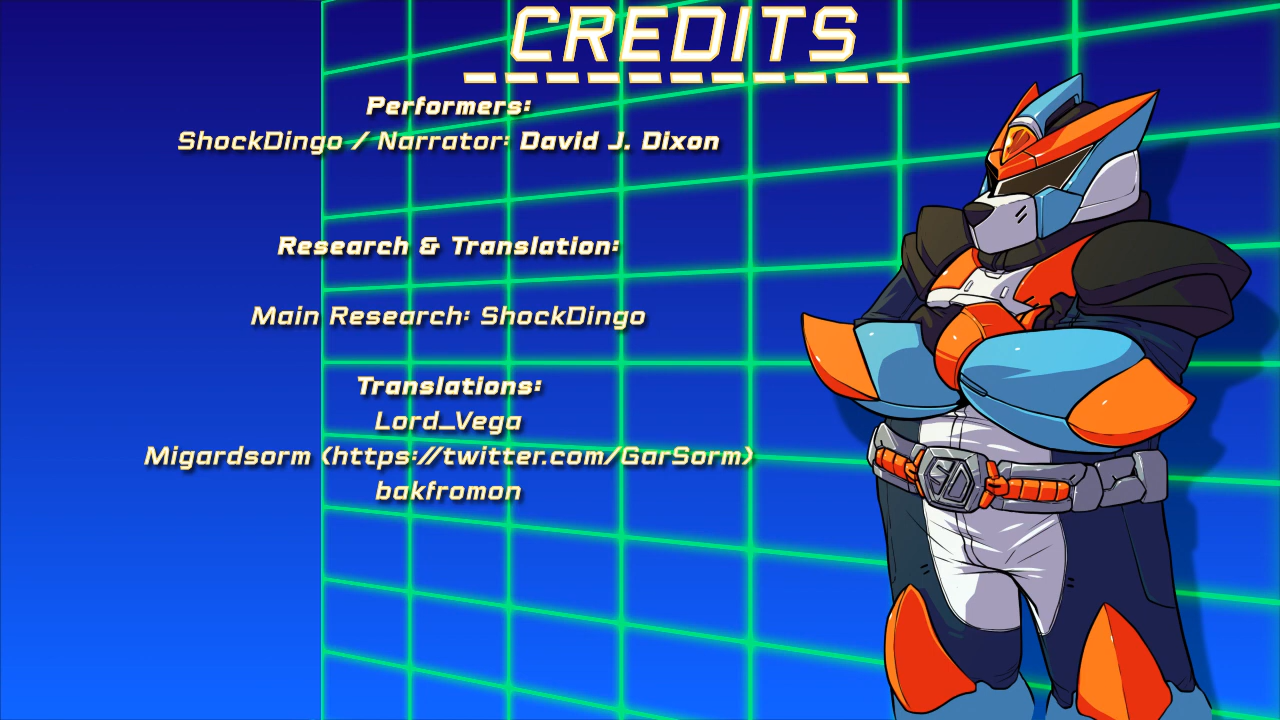 CREDITS
Performers:
ShockDingo / Narrator: David J. Dixon
Research & Translation:
Main Research: ShockDingo
Translations:
Lord_Vega
Migardsorm (https://twitter.com/GarSorm)
bakfromon
SD